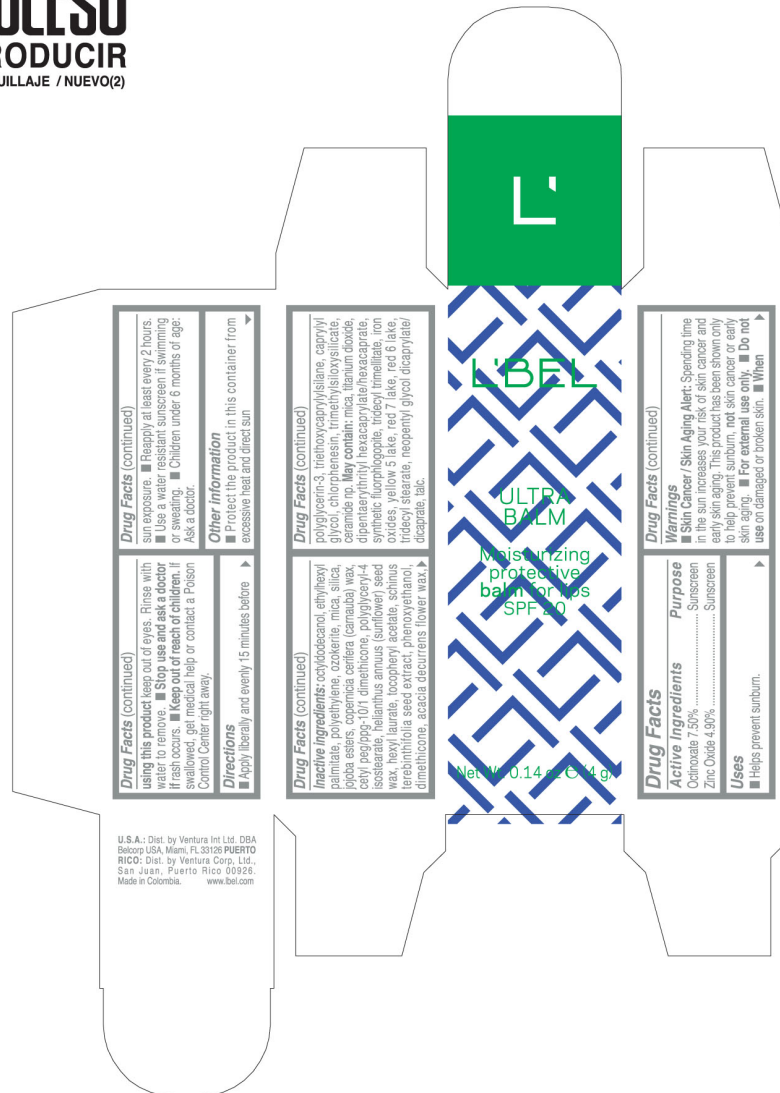 RODUCIR
UILLAJE / NUEVO(2)
L'
L'BEL
ULTRA
BALM
Moisturizing
protective
balm for lips
SPF 20
Net Wt. 0.14 oz ℮ (4 g)
Drug Facts
Active Ingredients Purpose
Octinoxate 7.50% ........ Sunscreen
Zinc Oxide 4.90% ........ Sunscreen
Uses
■ Helps prevent sunburn.
Drug Facts (continued)
Warnings
■ Skin Cancer / Skin Aging Alert: Spending time
in the sun increases your risk of skin cancer and
early skin aging. This product has been shown only
to help prevent sunburn, not skin cancer or early
skin aging. ■ For external use only. ■ Do not
use on damaged or broken skin. ■ When
Drug Facts (continued)
using this product keep out of eyes. Rinse with
water to remove. ■ Stop use and ask a doctor
if rash occurs. ■ Keep out of reach of children. If
swallowed, get medical help or contact a Poison
Control Center right away.
Directions
■ Apply liberally and evenly 15 minutes before
Drug Facts (continued)
sun exposure. ■ Reapply at least every 2 hours.
■ Use a water resistant sunscreen if swimming
or sweating. ■ Children under 6 months of age:
Ask a doctor.
Other information
■ Protect the product in this container from
excessive heat and direct sun
Drug Facts (continued)
Inactive ingredients: octyldodecanol, ethylhexyl
palmitate, polyethylene, ozokerite, mica, silica,
jojoba esters, copernicia cerifera (carnauba) wax,
cetyl peg/ppg-10/1 dimethicone, polyglyceryl-4
isostearate, helianthus annuus (sunflower) seed
wax, hexyl laurate, tocopheryl acetate, schinus
terebinthifolia seed extract, phenoxyethanol,
dimethicone, acacia decurrens flower wax,
polyglycerin-3, triethoxycaprylylsilane, caprylyl
glycol, chlorphenesin, trimethylsiloxysilicate,
ceramide np. May contain: mica, titanium dioxide,
dipentaerythrityl hexacaprylate/hexacaprate,
synthetic fluorphlogopite, tridecyl trimellitate, iron
oxides, yellow 5 lake, red 7 lake, red 6 lake,
tridecyl stearate, neopentyl glycol dicaprylate/
dicaprate, talc.
U.S.A.: Dist. by Ventura Int Ltd. DBA
Belcorp USA, Miami, FL 33126 PUERTO
RICO: Dist. by Ventura Corp, Ltd.,
San Juan, Puerto Rico 00926.
Made in Colombia. www.lbel.com